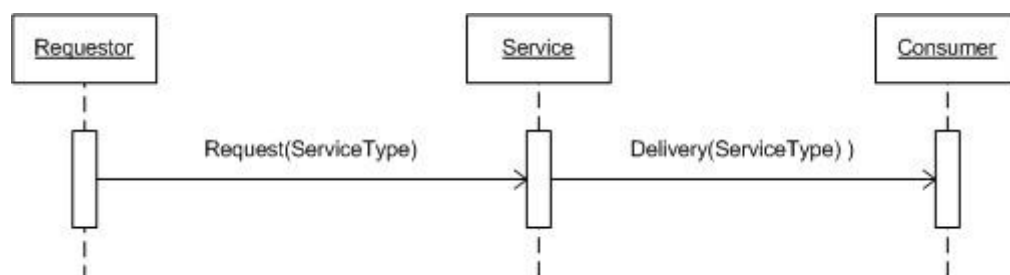 Requestor
Service
Consumer
Request(ServiceType)
Delivery(ServiceType) )